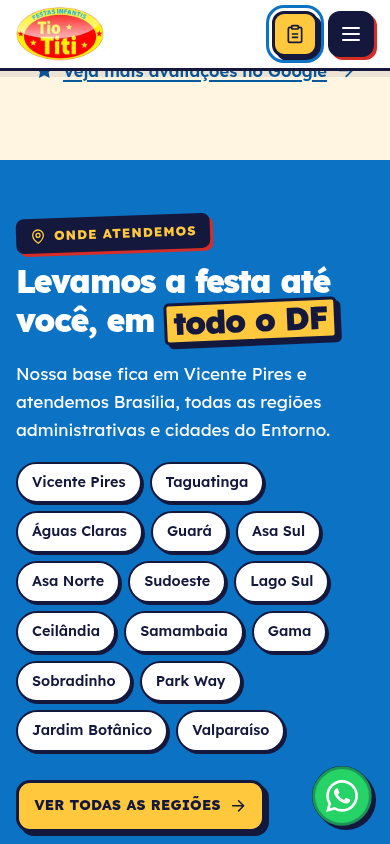 FESTAS INFANTIS
Tio
Titi
Veja mais avaliações no Google
ONDE ATENDEMOS
Levamos a festa até
você, em todo o DF
Nossa base fica em Vicente Pires e
atendemos Brasília, todas as regiões
administrativas e cidades do Entorno.
Vicente Pires Taguatinga
Águas Claras Guará Asa Sul
Asa Norte Sudoeste Lago Sul
Ceilândia Samambaia Gama
Sobradinho Park Way
Jardim Botânico Valparaíso
VER TODAS AS REGIÕES